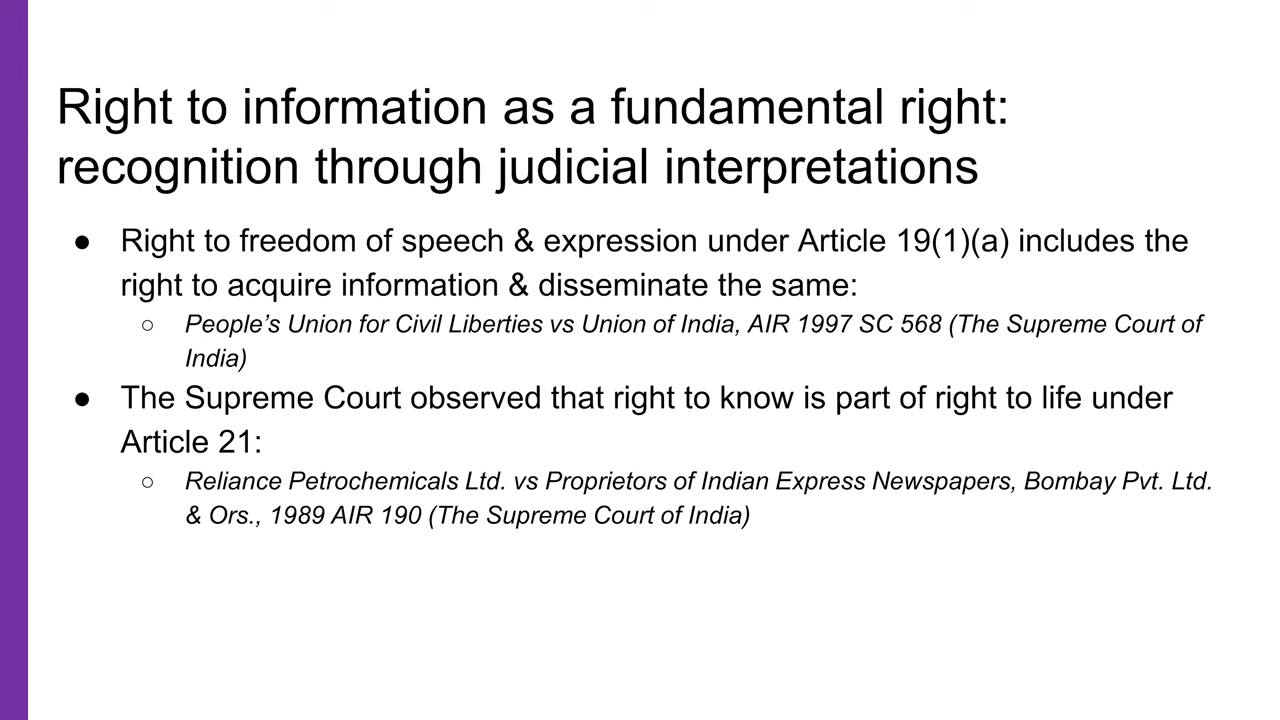 Right to information as a fundamental right:
recognition through judicial interpretations
● Right to freedom of speech & expression under Article 19(1)(a) includes the
right to acquire information & disseminate the same:
○ People’s Union for Civil Liberties vs Union of India, AIR 1997 SC 568 (The Supreme Court of
India)
● The Supreme Court observed that right to know is part of right to life under
Article 21:
○ Reliance Petrochemicals Ltd. vs Proprietors of Indian Express Newspapers, Bombay Pvt. Ltd.
& Ors., 1989 AIR 190 (The Supreme Court of India)